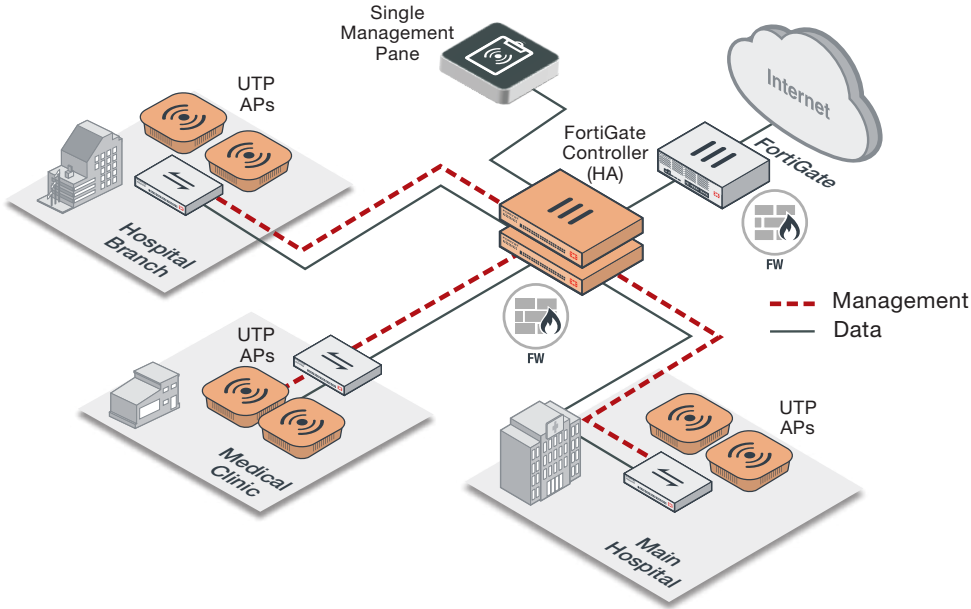 Single
Management
Pane
UTP
APs
Internet
FortiGate
Controller
(HA)
FortiGate
FW
Hospital
Branch
Management
Data
FW
UTP
APs
Medical
Clinic
UTP
APs
Main
Hospital